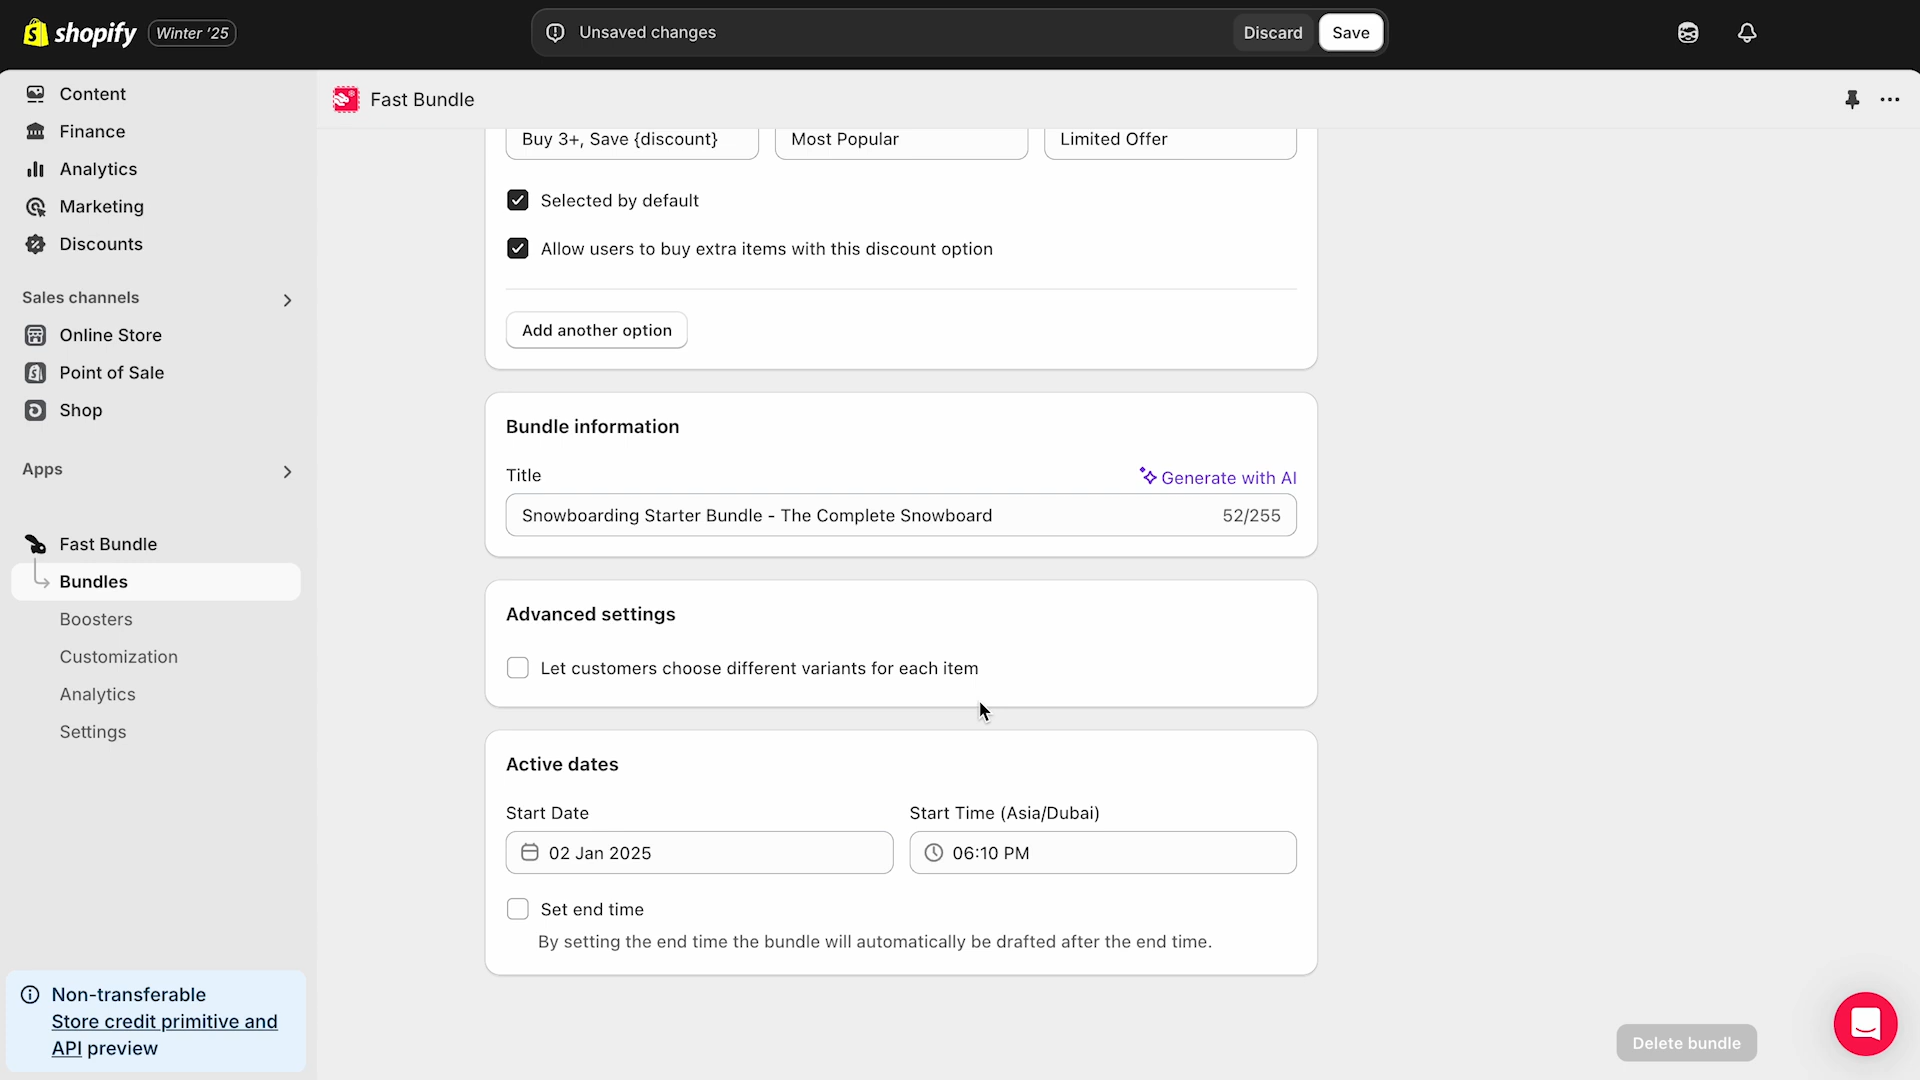 shopify Winter '25
Unsaved changes
Discard
Save
Content
Finance
Analytics
Marketing
Discounts
Sales channels
Online Store
Point of Sale
Shop
Apps
Fast Bundle
Bundles
Boosters
Customization
Analytics
Settings
Non-transferable
Store credit primitive and
API preview
Fast Bundle
Buy 3+, Save {discount}
Most Popular
Limited Offer
Selected by default
Allow users to buy extra items with this discount option
Add another option
Bundle information
Title
Generate with AI
Snowboarding Starter Bundle - The Complete Snowboard
52/255
Advanced settings
Let customers choose different variants for each item
Active dates
Start Date
Start Time (Asia/Dubai)
02 Jan 2025
06:10 PM
Set end time
By setting the end time the bundle will automatically be drafted after the end time.
Delete bundle